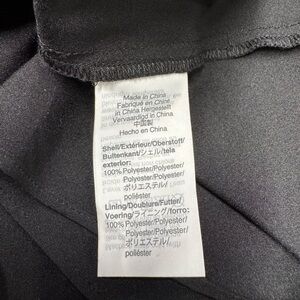 Made in China
Fabriqué en Chine
In China Hergestellt
Vervaardigd in China
中国製
Hecho en China
Shell/Extérieur/Oberstoff/
Buitenkant/シェル/tela
exterior:
100% Polyester/Polyester/
Polyester/Polyester/
ポリエステル/
poliéster
Lining/Doublure/Futter/
Voering/ライニング/forro:
100% Polyester/Polyester/
Polyester/Polyester/
ポリエステル/
poliéster